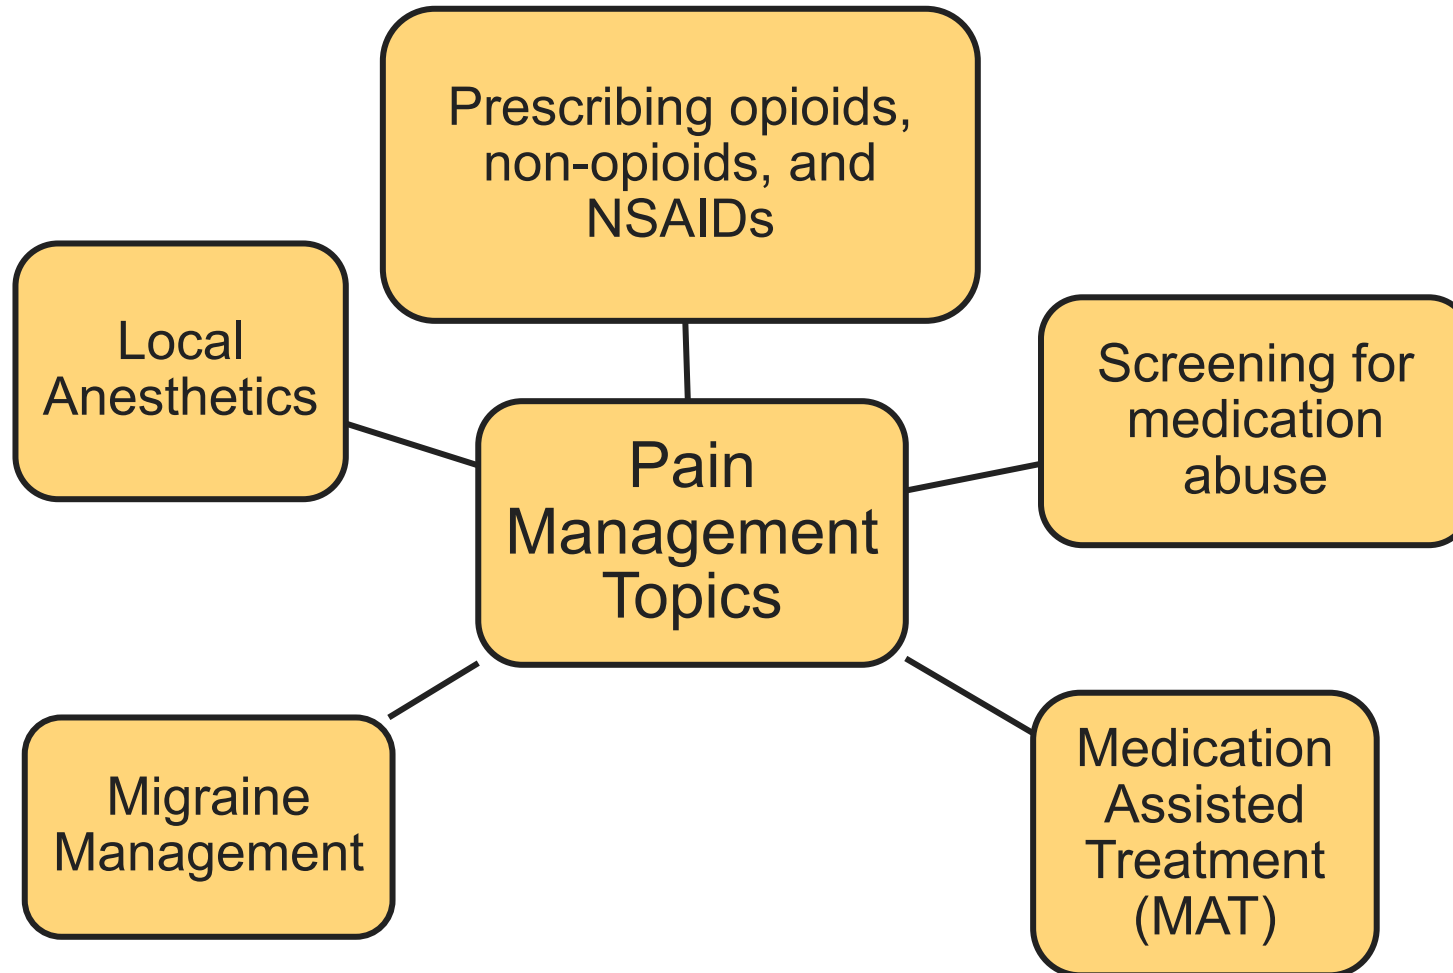 Prescribing opioids,
non-opioids, and
NSAIDs
Local
Anesthetics
Screening for
medication
abuse
Pain
Management
Topics
Migraine
Management
Medication
Assisted
Treatment
(MAT)